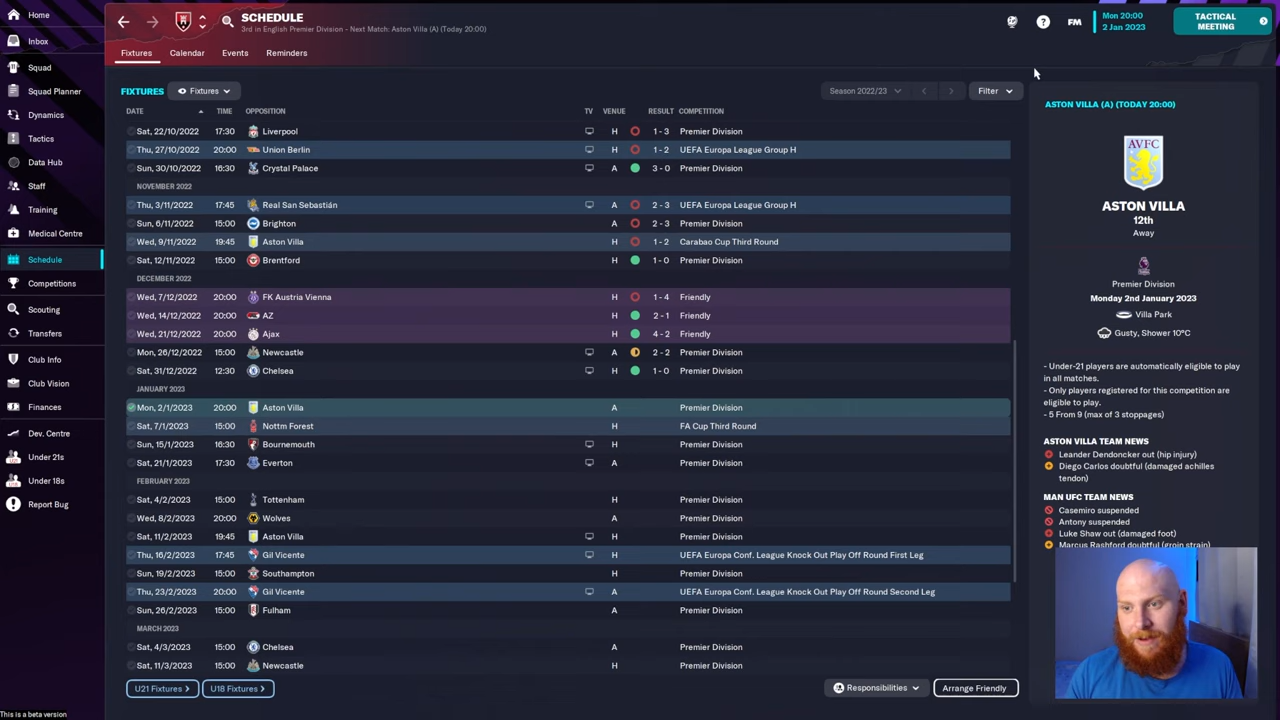 Home
Inbox
Squad
Squad Planner
Dynamics
Tactics
Data Hub
Staff
Training
Medical Centre
Schedule
Competitions
Scouting
Transfers
Club Info
Club Vision
Finances
Dev. Centre
Under 21s
Under 18s
Report Bug
This is a beta version
SCHEDULE
3rd in English Premier Division - Next Match: Aston Villa (A) (Today 20:00)
FM
Mon 20:00
2 Jan 2023
TACTICAL MEETING
Fixtures Calendar Events Reminders
FIXTURES Fixtures Season 2022/23 Filter
DATE TIME OPPOSITION TV VENUE RESULT COMPETITION
Sat, 22/10/2022 17:30 Liverpool H 1 - 3 Premier Division
Thu, 27/10/2022 20:00 Union Berlin H 1 - 2 UEFA Europa League Group H
Sun, 30/10/2022 16:30 Crystal Palace A 3 - 0 Premier Division
NOVEMBER 2022
Thu, 3/11/2022 17:45 Real San Sebastián A 2 - 3 UEFA Europa League Group H
Sun, 6/11/2022 15:00 Brighton A 2 - 3 Premier Division
Wed, 9/11/2022 19:45 Aston Villa H 1 - 2 Carabao Cup Third Round
Sat, 12/11/2022 15:00 Brentford H 1 - 0 Premier Division
DECEMBER 2022
Wed, 7/12/2022 20:00 FK Austria Vienna H 1 - 4 Friendly
Wed, 14/12/2022 20:00 AZ H 2 - 1 Friendly
Wed, 21/12/2022 20:00 Ajax H 4 - 2 Friendly
Mon, 26/12/2022 15:00 Newcastle A 2 - 2 Premier Division
Sat, 31/12/2022 12:30 Chelsea H 1 - 0 Premier Division
JANUARY 2023
Mon, 2/1/2023 20:00 Aston Villa A Premier Division
Sat, 7/1/2023 15:00 Nottm Forest H FA Cup Third Round
Sun, 15/1/2023 16:30 Bournemouth H Premier Division
Sat, 21/1/2023 17:30 Everton A Premier Division
FEBRUARY 2023
Sat, 4/2/2023 15:00 Tottenham H Premier Division
Wed, 8/2/2023 20:00 Wolves A Premier Division
Sat, 11/2/2023 19:45 Aston Villa H Premier Division
Thu, 16/2/2023 17:45 Gil Vicente H UEFA Europa Conf. League Knock Out Play Off Round First Leg
Sun, 19/2/2023 15:00 Southampton H Premier Division
Thu, 23/2/2023 20:00 Gil Vicente A UEFA Europa Conf. League Knock Out Play Off Round Second Leg
Sun, 26/2/2023 15:00 Fulham A Premier Division
MARCH 2023
Sat, 4/3/2023 15:00 Chelsea A Premier Division
Sat, 11/3/2023 15:00 Newcastle H Premier Division
U21 Fixtures U18 Fixtures Responsibilities Arrange Friendly
ASTON VILLA (A) (TODAY 20:00)
AVFC
ASTON VILLA
12th
Away
Premier Division
Monday 2nd January 2023
Villa Park
Gusty, Shower 10°C
- Under-21 players are automatically eligible to play
in all matches.
- Only players registered for this competition are
eligible to play.
- 5 From 9 (max of 3 stoppages)
ASTON VILLA TEAM NEWS
Leander Dendoncker out (hip injury)
Diego Carlos doubtful (damaged achilles
tendon)
MAN UFC TEAM NEWS
Casemiro suspended
Antony suspended
Luke Shaw out (damaged foot)
Marcus Rashford doubtful (groin strain)